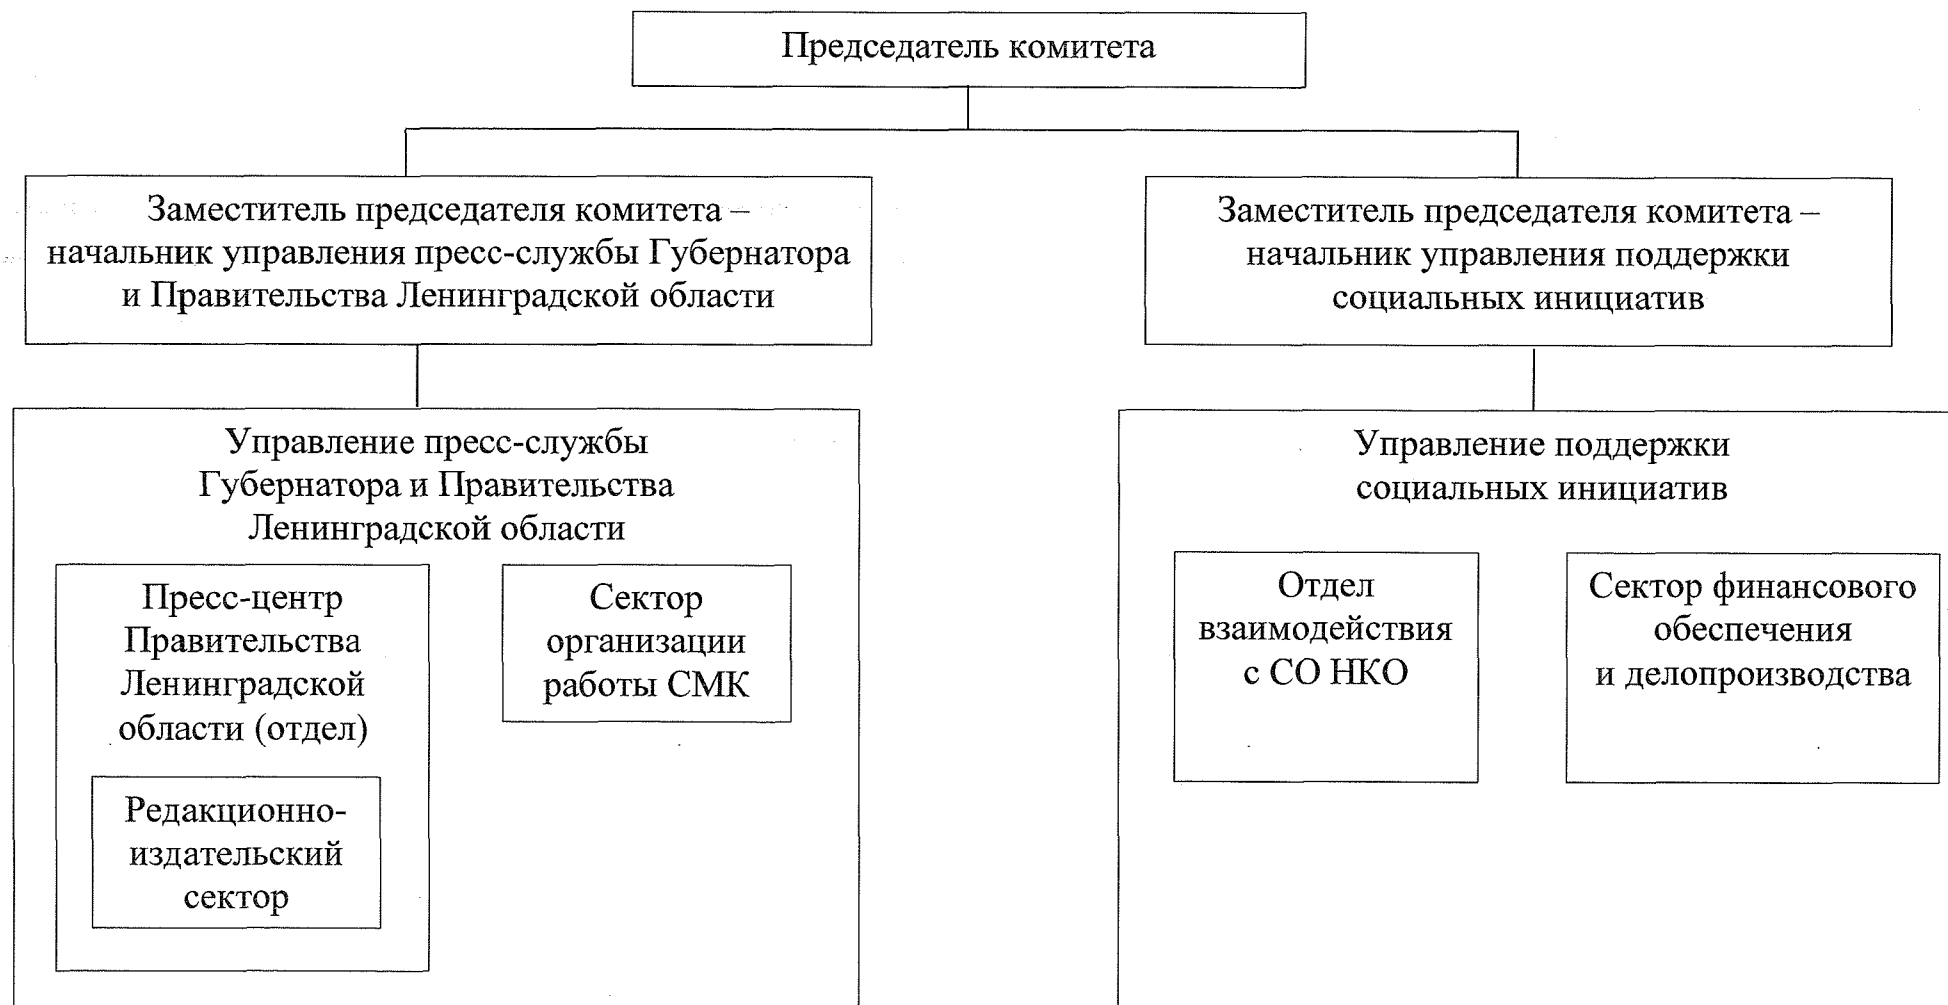 Председатель комитета
Заместитель председателя комитета –
начальник управления пресс-службы Губернатора
и Правительства Ленинградской области
Заместитель председателя комитета –
начальник управления поддержки
социальных инициатив
Управление пресс-службы
Губернатора и Правительства
Ленинградской области
Пресс-центр
Правительства
Ленинградской
области (отдел)
Редакционно-
издательский
сектор
Сектор
организации
работы СМК
Управление поддержки
социальных инициатив
Отдел
взаимодействия
с СО НКО
Сектор финансового
обеспечения
и делопроизводства